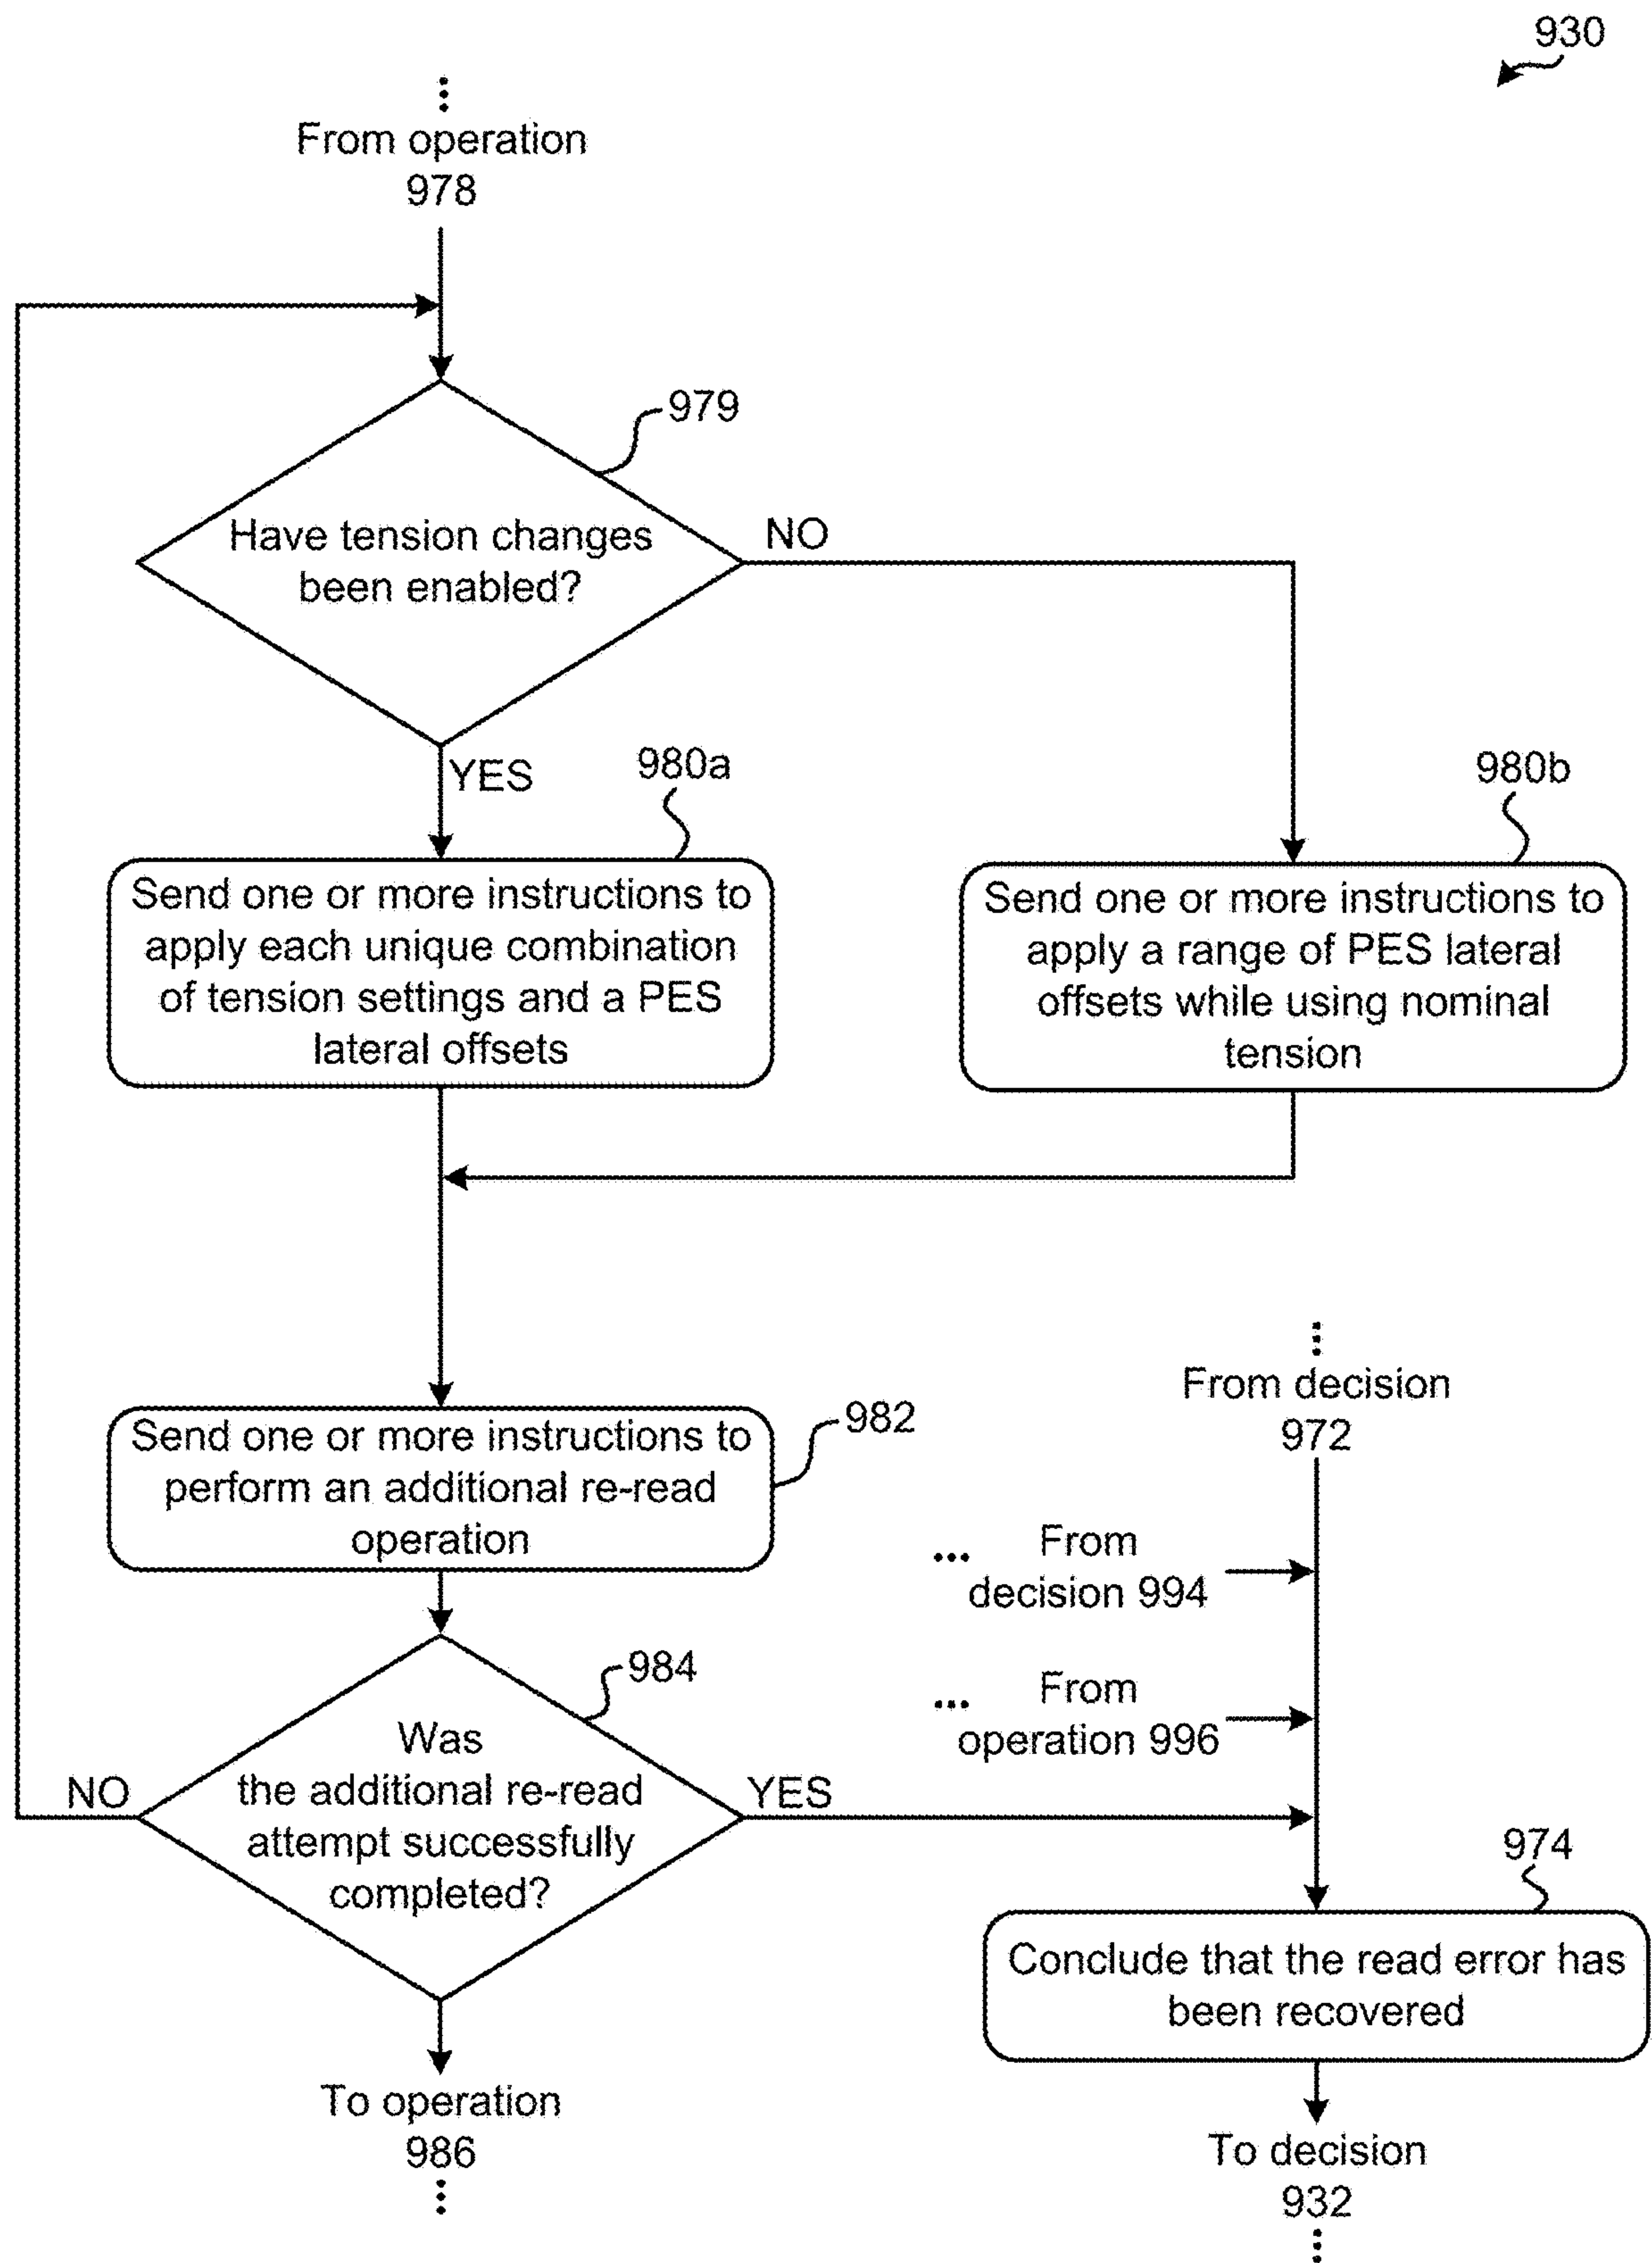 930
From operation
978
979
Have tension changes
been enabled?
NO
YES
980a
980b
Send one or more instructions to
apply each unique combination
of tension settings and a PES
lateral offsets
Send one or more instructions to
apply a range of PES lateral
offsets while using nominal
tension
From decision
972
982
Send one or more instructions to
perform an additional re-read
operation
... From
decision 994
984
... From
operation 996
Was
the additional re-read
attempt successfully
completed?
NO
YES
974
Conclude that the read error has
been recovered
To operation
986
To decision
932